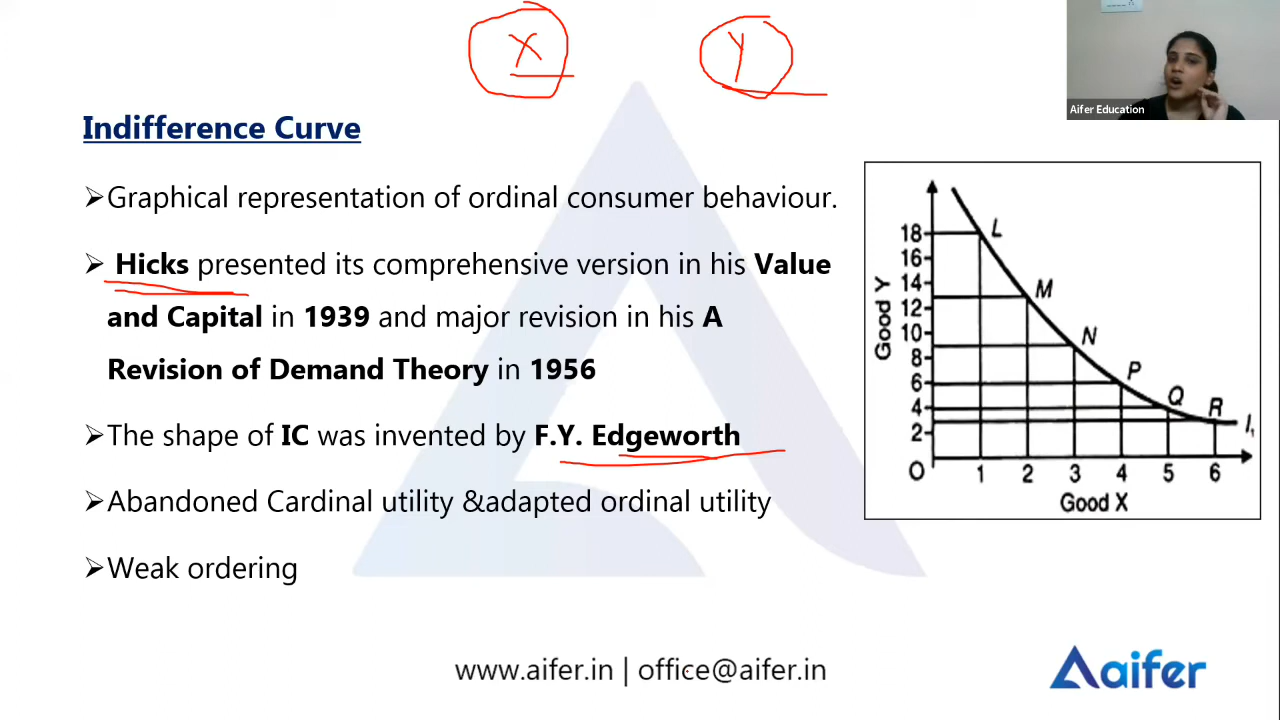 X Y
Aifer Education
Indifference Curve
➢Graphical representation of ordinal consumer behaviour.
➢ Hicks presented its comprehensive version in his Value
and Capital in 1939 and major revision in his A
Revision of Demand Theory in 1956
➢The shape of IC was invented by F.Y. Edgeworth
➢Abandoned Cardinal utility &adapted ordinal utility
➢Weak ordering
Good Y
18
16
14
12
10
8
6
4
2
O 1 2 3 4 5 6
Good X
L
M
N
P
Q
R
I₁
www.aifer.in | office@aifer.in
aifer